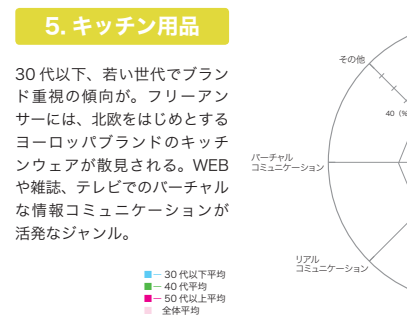 5. キッチン用品
30 代以下、若い世代でブラン
ド重視の傾向が。フリーアン
サーには、北欧をはじめとする
ヨーロッパブランドのキッチ
ンウェアが散見される。WEB
や雑誌、テレビでのバーチャル
な情報コミュニケーションが
活発なジャンル。
30 代以下平均
40 代平均
50 代以上平均
全体平均
その他
40（%
バーチャル
コミュニケーション
リアル
コミュニケーション